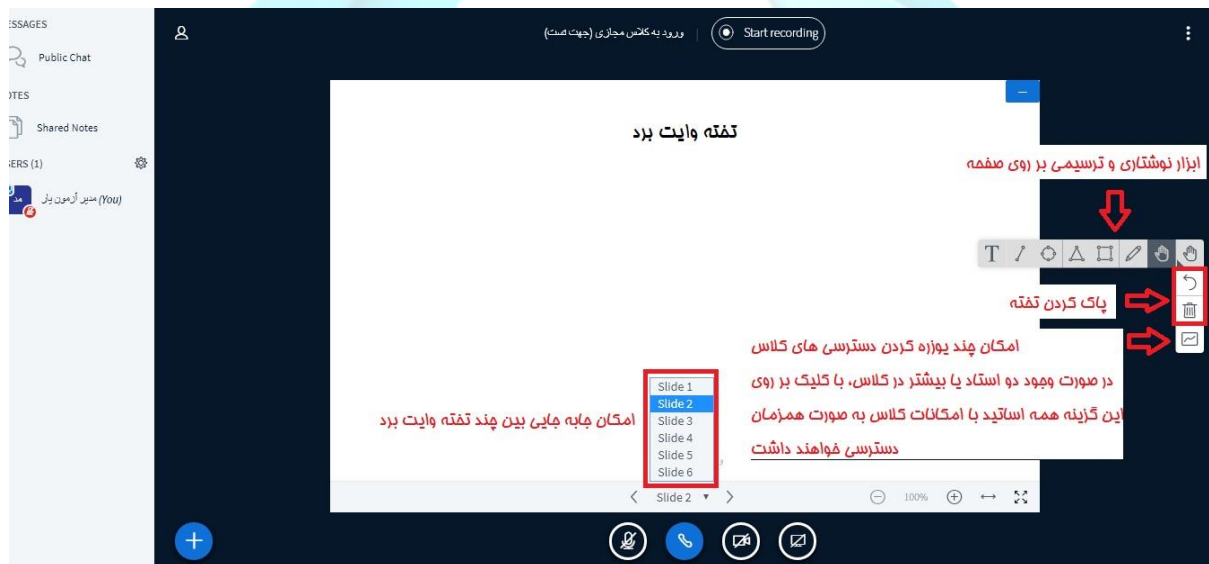 ESSAGES
Public Chat
OTES
Shared Notes
SERS (1)
مد
مدیر آزمون یار (You)
ورود به کلاس مجازی (جهت تست)
Start recording
تخته وایت برد
ابزار نوشتاری و ترسیمی بر روی صفحه
T
پاک کردن تخته
امکان چند یوزره کردن دسترسی های کلاس
در صورت وجود دو استاد یا بیشتر در کلاس، با کلیک بر روی
این گزینه همه اساتید با امکانات کلاس به صورت همزمان
دسترسی خواهند داشت
امکان جابه جایی بین چند تخته وایت برد
Slide 1
Slide 2
Slide 3
Slide 4
Slide 5
Slide 6
Slide 2
100%